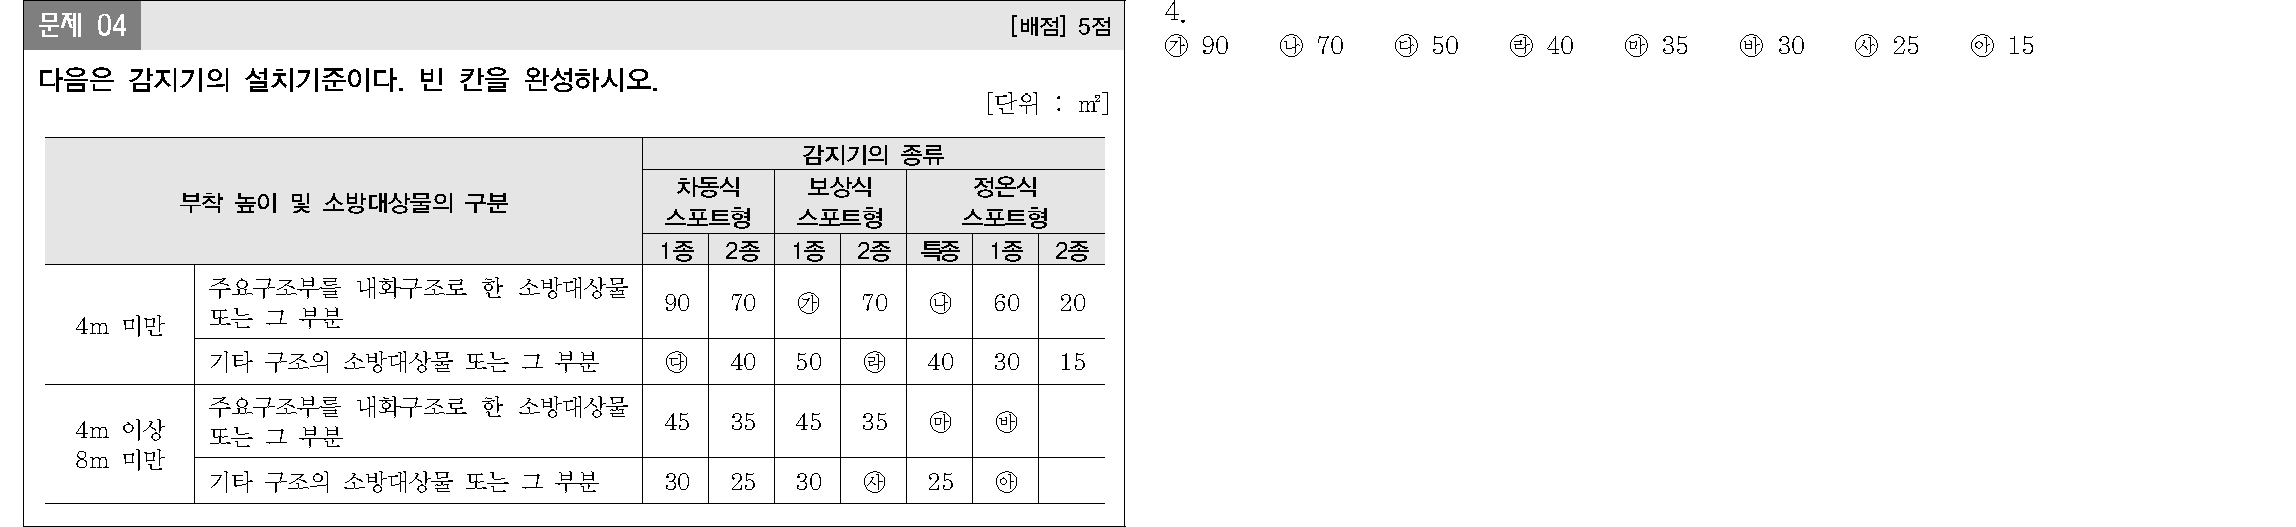 문제 04
[배점] 5점
다음은 감지기의 설치기준이다. 빈 칸을 완성하시오.
[단위 : ㎡]
부착 높이 및 소방대상물의 구분
감지기의 종류
차동식 스포트형
보상식 스포트형
정온식 스포트형
1종 2종 1종 2종 특종 1종 2종
4m 미만
주요구조부를 내화구조로 한 소방대상물
또는 그 부분
90 70 ㉮ 70 ㉯ 60 20
기타 구조의 소방대상물 또는 그 부분 ㉰ 40 50 ㉱ 40 30 15
4m 이상
8m 미만
주요구조부를 내화구조로 한 소방대상물
또는 그 부분
45 35 45 35 ㉲ ㉳
기타 구조의 소방대상물 또는 그 부분 30 25 30 ㉴ 25 ㉵
4.
㉮ 90 ㉯ 70 ㉰ 50 ㉱ 40 ㉲ 35 ㉳ 30 ㉴ 25 ㉵ 15